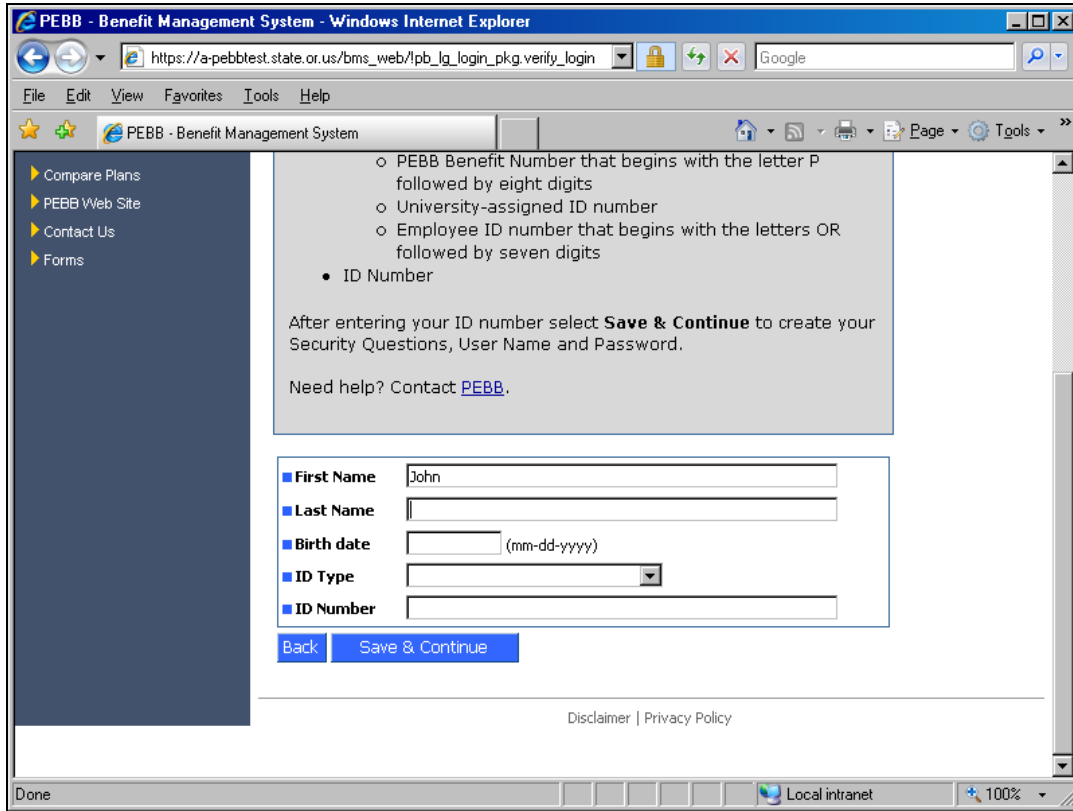 PEBB - Benefit Management System - Windows Internet Explorer
https://a-pebbtest.state.or.us/bms_web/!pb_lg_login_pkg.verify_login
Google
File Edit View Favorites Tools Help
PEBB - Benefit Management System
Page
Tools
»
Compare Plans
PEBB Web Site
Contact Us
Forms
o PEBB Benefit Number that begins with the letter P
followed by eight digits
o University-assigned ID number
o Employee ID number that begins with the letters OR
followed by seven digits
• ID Number
After entering your ID number select Save & Continue to create your
Security Questions, User Name and Password.
Need help? Contact PEBB.
First Name John
Last Name
Birth date (mm-dd-yyyy)
ID Type
ID Number
Back Save & Continue
Disclaimer | Privacy Policy
Done Local intranet 100%